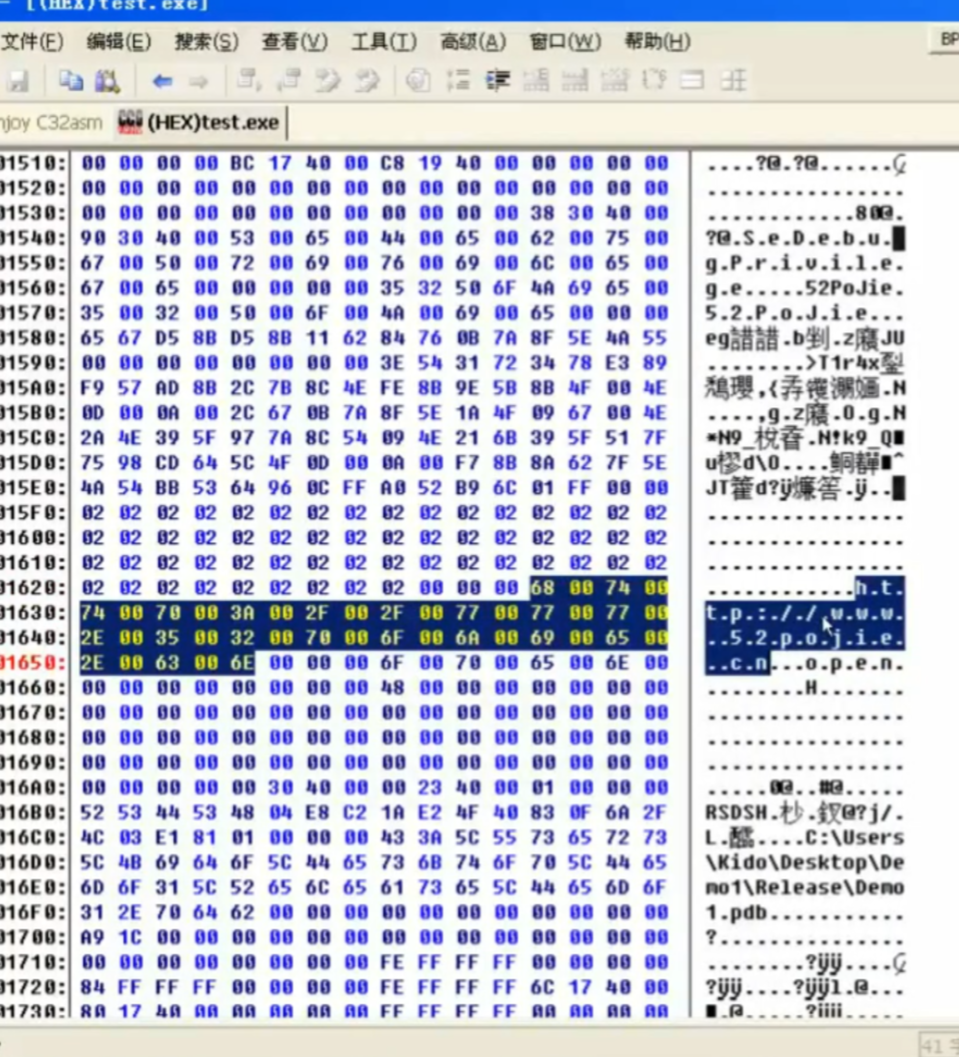 [(HEX)test.exe]
文件(F) 编辑(E) 搜索(S) 查看(V) 工具(T) 高级(A) 窗口(W) 帮助(H)
njoy C32asm (HEX)test.exe
01510: 00 00 00 00 BC 17 40 00 C8 19 40 00 00 00 00 00 ....?@.?@.......
01520: 00 00 00 00 00 00 00 00 00 00 00 00 00 00 00 00 ................
01530: 00 00 00 00 00 00 00 00 00 00 00 00 38 30 40 00 ............80@.
01540: 90 30 40 00 53 00 65 00 44 00 65 00 62 00 75 00 ?@.S.e.D.e.b.u.
01550: 67 00 50 00 72 00 69 00 76 00 69 00 6C 00 65 00 g.P.r.i.v.i.l.e.
01560: 67 00 65 00 00 00 00 00 35 32 50 6F 4A 69 65 00 g.e.....52PoJie.
01570: 35 00 32 00 50 00 6F 00 4A 00 69 00 65 00 00 00 5.2.P.o.J.i.e...
01580: 65 67 D5 8B D5 8B 11 62 84 76 0B 7A 8F 5E 4A 55
01590: 00 00 00 00 00 00 00 00 3E 54 31 72 34 78 E3 89
015A0: F9 57 AD 8B 2C 7B 8C 4E FE 8B 9E 5B 8B 4F 00 4E
015B0: 0D 00 0A 00 2C 67 0B 7A 8F 5E 1A 4F 09 67 00 4E
015C0: 2A 4E 39 5F 97 7A 8C 54 09 4E 21 6B 39 5F 51 7F
015D0: 75 98 CD 64 5C 4F 0D 00 0A 00 F7 8B 8A 62 7F 5E
015E0: 4A 54 BB 53 64 96 0C FF A0 52 B9 6C 01 FF 00 00
015F0: 02 02 02 02 02 02 02 02 02 02 02 02 02 02 02 02 ................
01600: 02 02 02 02 02 02 02 02 02 02 02 02 02 02 02 02 ................
01610: 02 02 02 02 02 02 02 02 02 02 02 02 02 02 02 02 ................
01620: 02 02 02 02 02 02 02 02 02 00 00 00 68 00 74 00 ............h.t.
01630: 74 00 70 00 3A 00 2F 00 2F 00 77 00 77 00 77 00 t.p.:././.w.w.w.
01640: 2E 00 35 00 32 00 70 00 6F 00 6A 00 69 00 65 00 ..5.2.p.o.j.i.e.
01650: 2E 00 63 00 6E 00 00 00 6F 00 70 00 65 00 6E 00 ..c.n...o.p.e.n.
01660: 00 00 00 00 00 00 00 00 48 00 00 00 00 00 00 00 ........H.......
01670: 00 00 00 00 00 00 00 00 00 00 00 00 00 00 00 00 ................
01680: 00 00 00 00 00 00 00 00 00 00 00 00 00 00 00 00 ................
01690: 00 00 00 00 00 00 00 00 00 00 00 00 00 00 00 00 ................
016A0: 00 00 00 00 00 30 40 00 00 23 40 00 01 00 00 00 .....0@..#@.....
016B0: 52 53 44 53 48 04 E8 C2 1A E2 4F 40 83 0F 6A 2F
016C0: 4C 03 E1 81 01 00 00 00 43 3A 5C 55 73 65 72 73
016D0: 5C 4B 69 64 6F 5C 44 65 73 6B 74 6F 70 5C 44 65 \Kido\Desktop\De
016E0: 6D 6F 31 5C 52 65 6C 65 61 73 65 5C 44 65 6D 6F mo1\Release\Demo
016F0: 31 2E 70 64 62 00 00 00 00 00 00 00 00 00 00 00 1.pdb...........
01700: A9 1C 00 00 00 00 00 00 00 00 00 00 00 00 00 00 ?..............
01710: 00 00 00 00 00 00 00 00 FE FF FF FF 00 00 00 00 ........?ÿÿ....
01720: 84 FF FF FF 00 00 00 00 FE FF FF FF 6C 17 40 00 ?ÿÿ....?ÿÿl.@.
01730: 80 17 40 00 00 00 00 00 FF FF FF FF 00 00 00 00